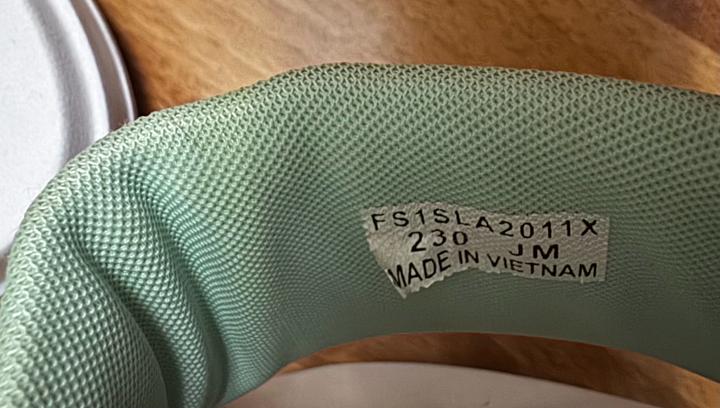 FS1SLA2011X
230 JM
MADE IN VIETNAM